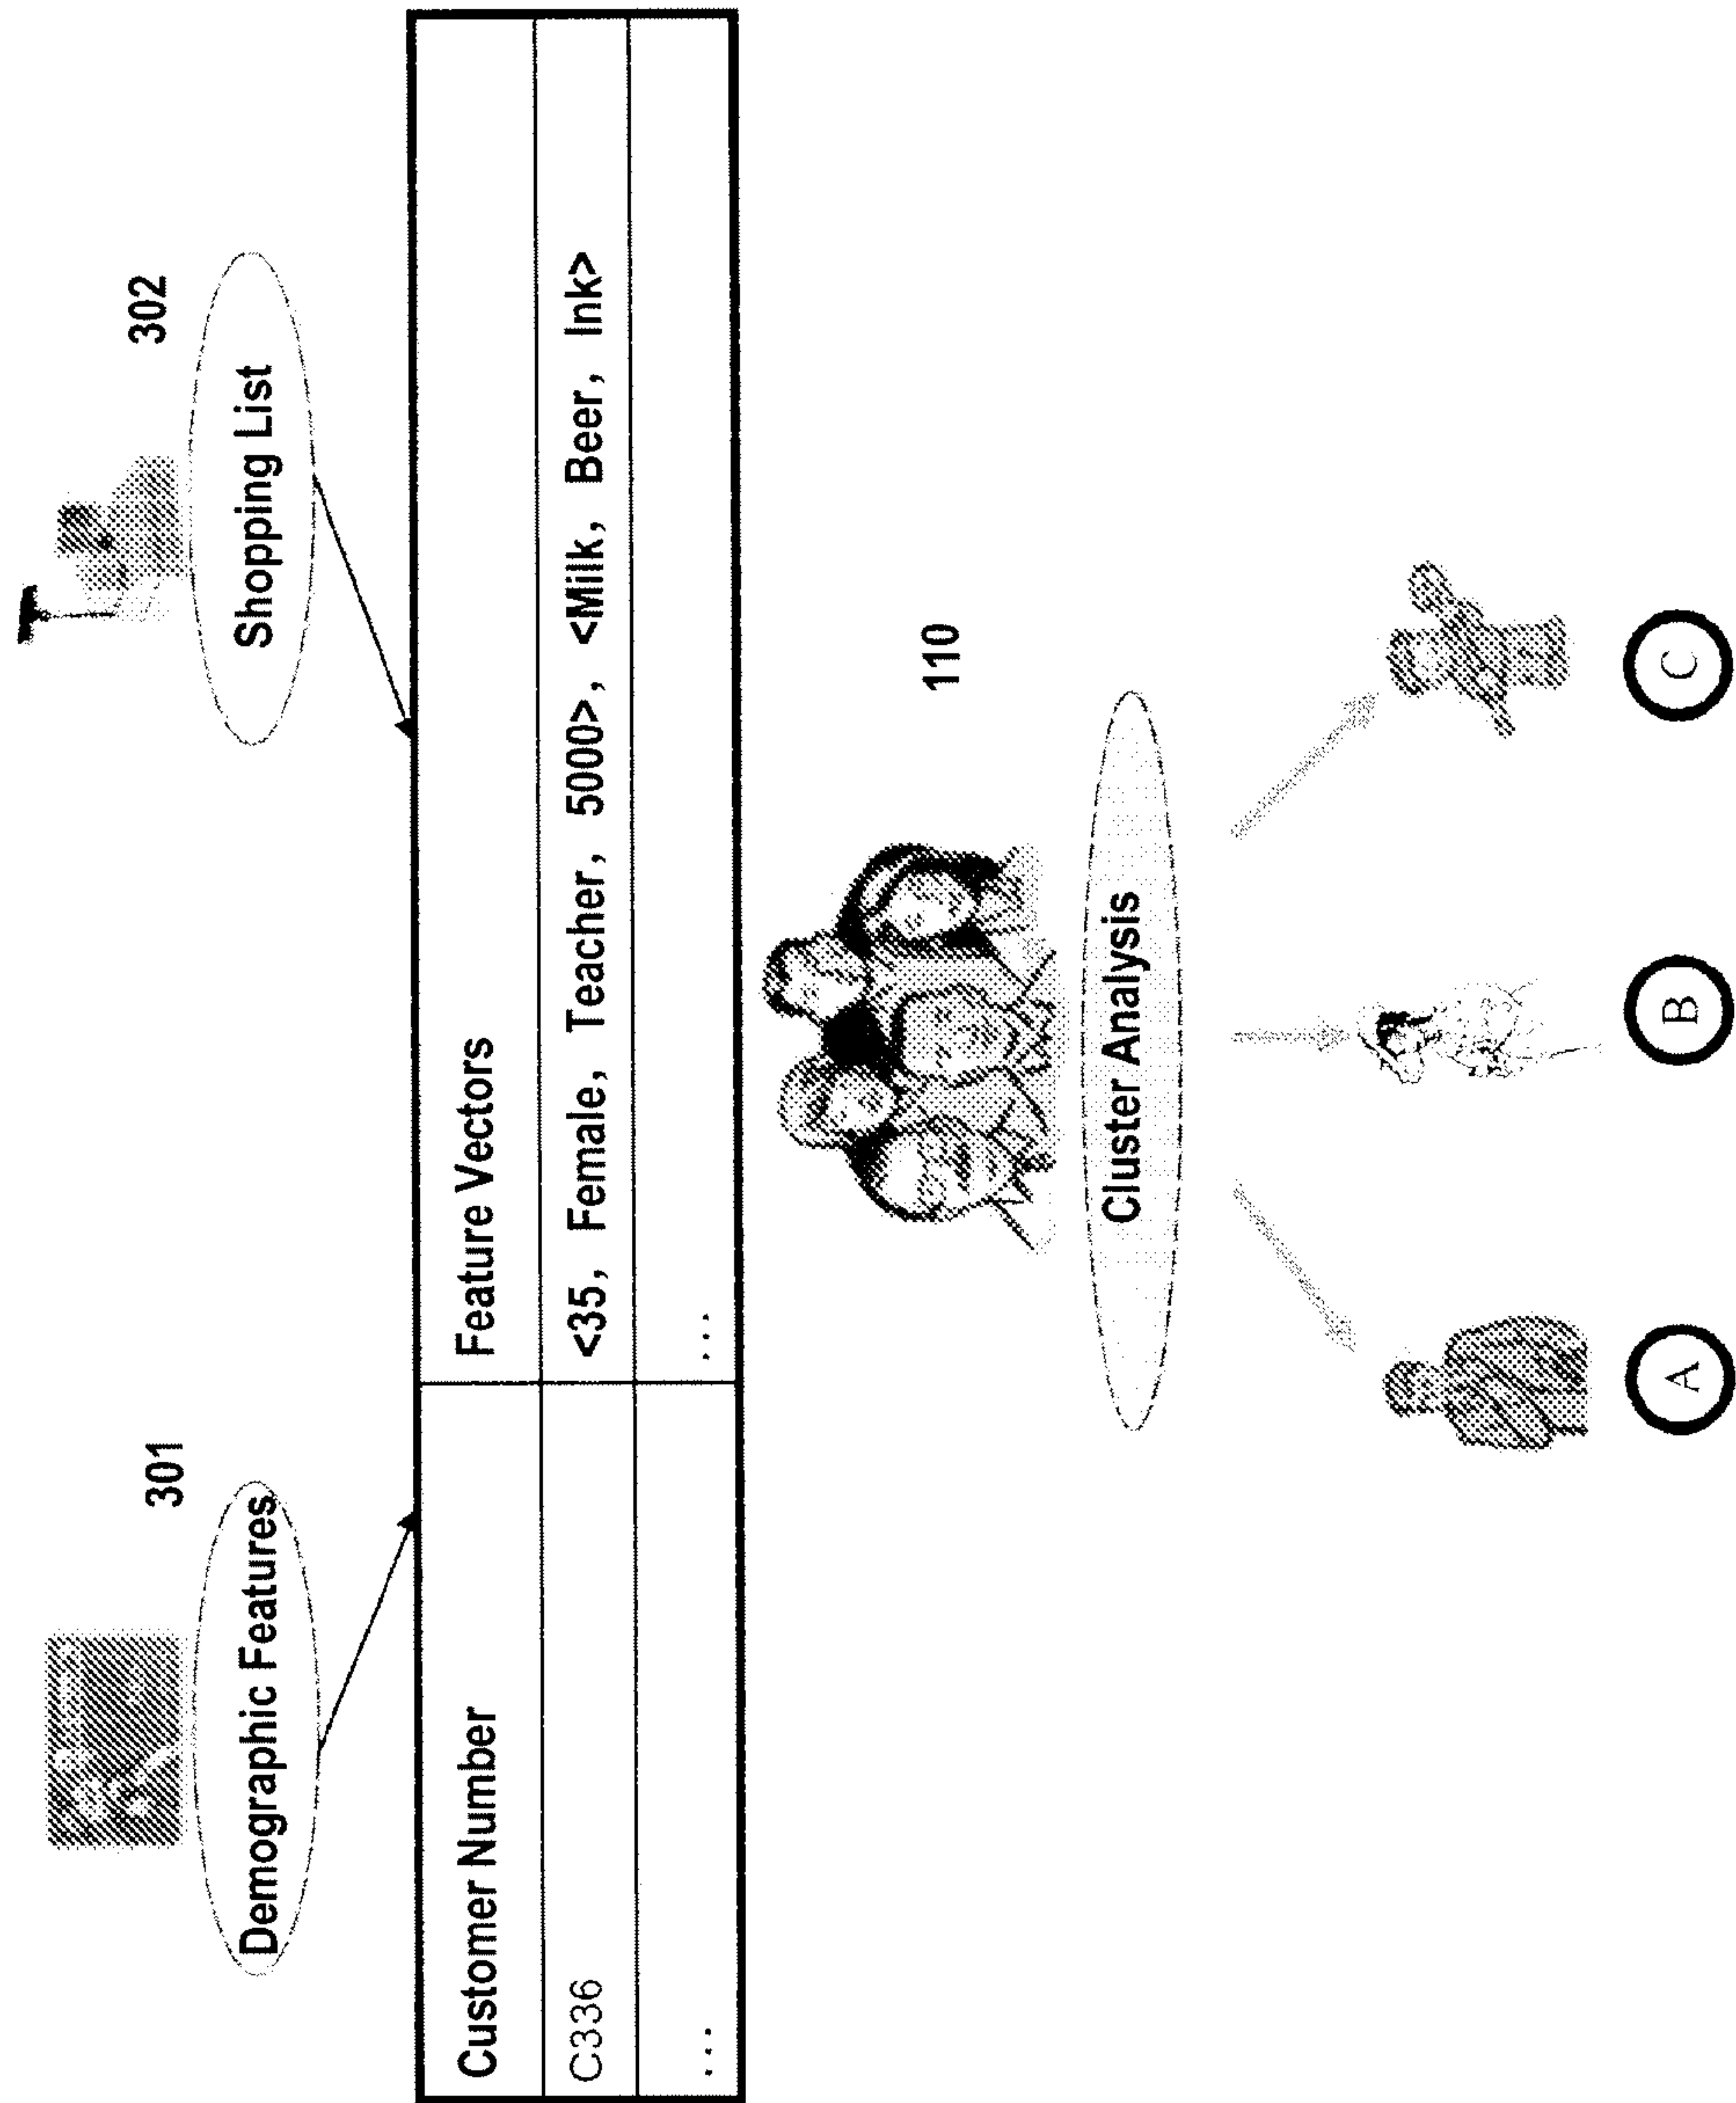 301
302
Demographic Features
Shopping List
Customer Number
Feature Vectors
C336
<35, Female, Teacher, 5000>, <Milk, Beer, Ink>
...
...
110
Cluster Analysis
A
B
C